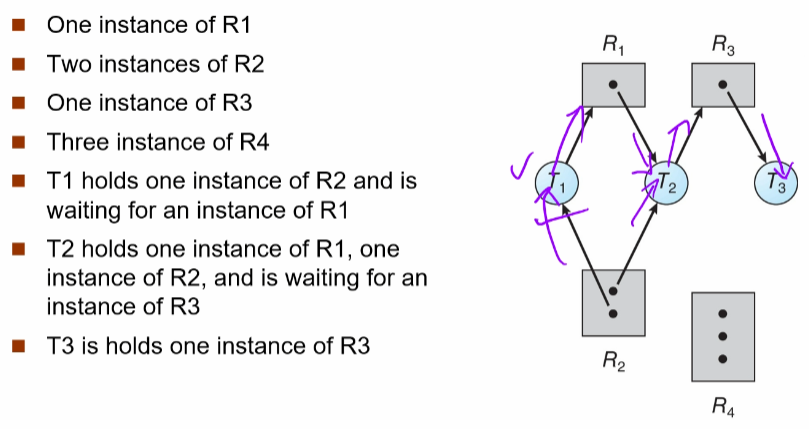 One instance of R1
Two instances of R2
One instance of R3
Three instance of R4
T1 holds one instance of R2 and is
waiting for an instance of R1
T2 holds one instance of R1, one
instance of R2, and is waiting for an
instance of R3
T3 is holds one instance of R3
R1
R3
T1
T2
T3
R2
R4